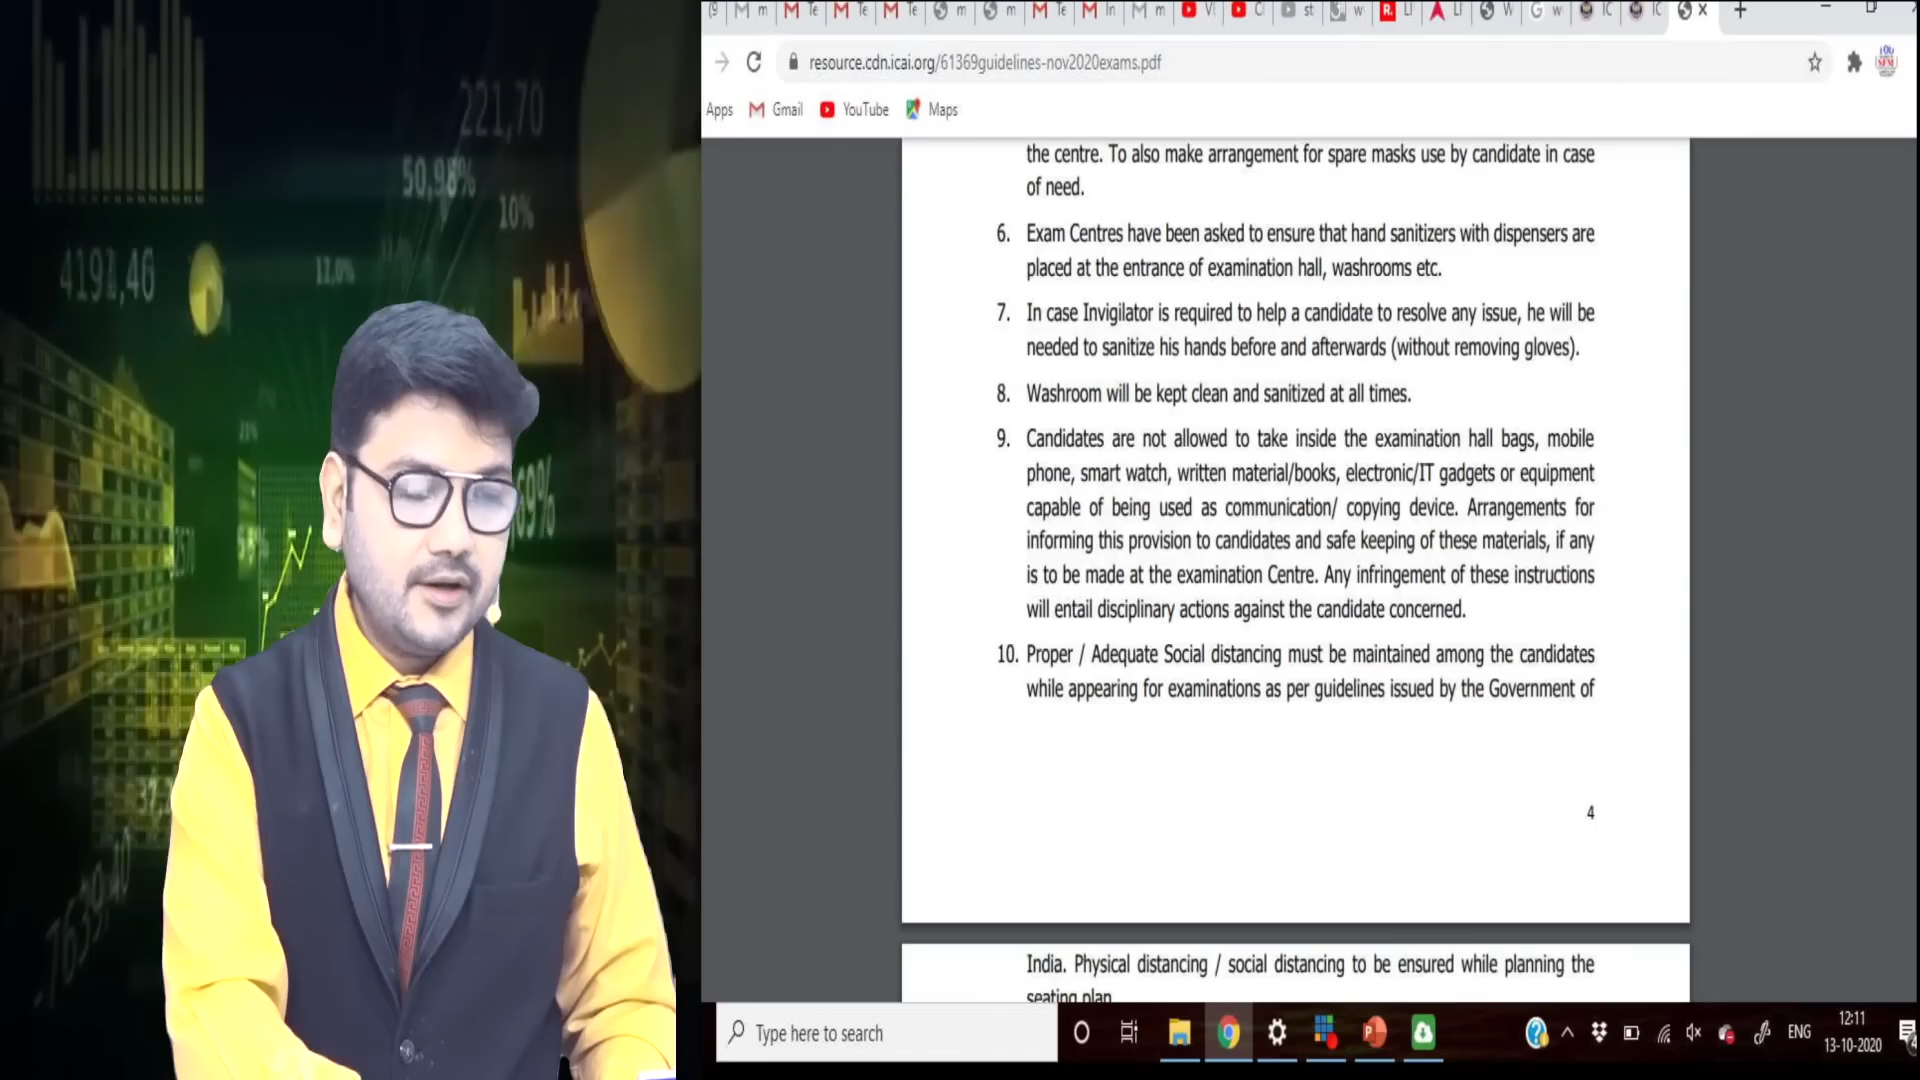 221,70
50,98%
10%
4191,46
12,0%
69%
7639,40
resource.cdn.icai.org/61369guidelines-nov2020exams.pdf
Apps Gmail YouTube Maps
the centre. To also make arrangement for spare masks use by candidate in case
of need.
6. Exam Centres have been asked to ensure that hand sanitizers with dispensers are
placed at the entrance of examination hall, washrooms etc.
7. In case Invigilator is required to help a candidate to resolve any issue, he will be
needed to sanitize his hands before and afterwards (without removing gloves).
8. Washroom will be kept clean and sanitized at all times.
9. Candidates are not allowed to take inside the examination hall bags, mobile
phone, smart watch, written material/books, electronic/IT gadgets or equipment
capable of being used as communication/ copying device. Arrangements for
informing this provision to candidates and safe keeping of these materials, if any
is to be made at the examination Centre. Any infringement of these instructions
will entail disciplinary actions against the candidate concerned.
10. Proper / Adequate Social distancing must be maintained among the candidates
while appearing for examinations as per guidelines issued by the Government of
4
India. Physical distancing / social distancing to be ensured while planning the
seating plan
Type here to search
ENG
12:11
13-10-2020